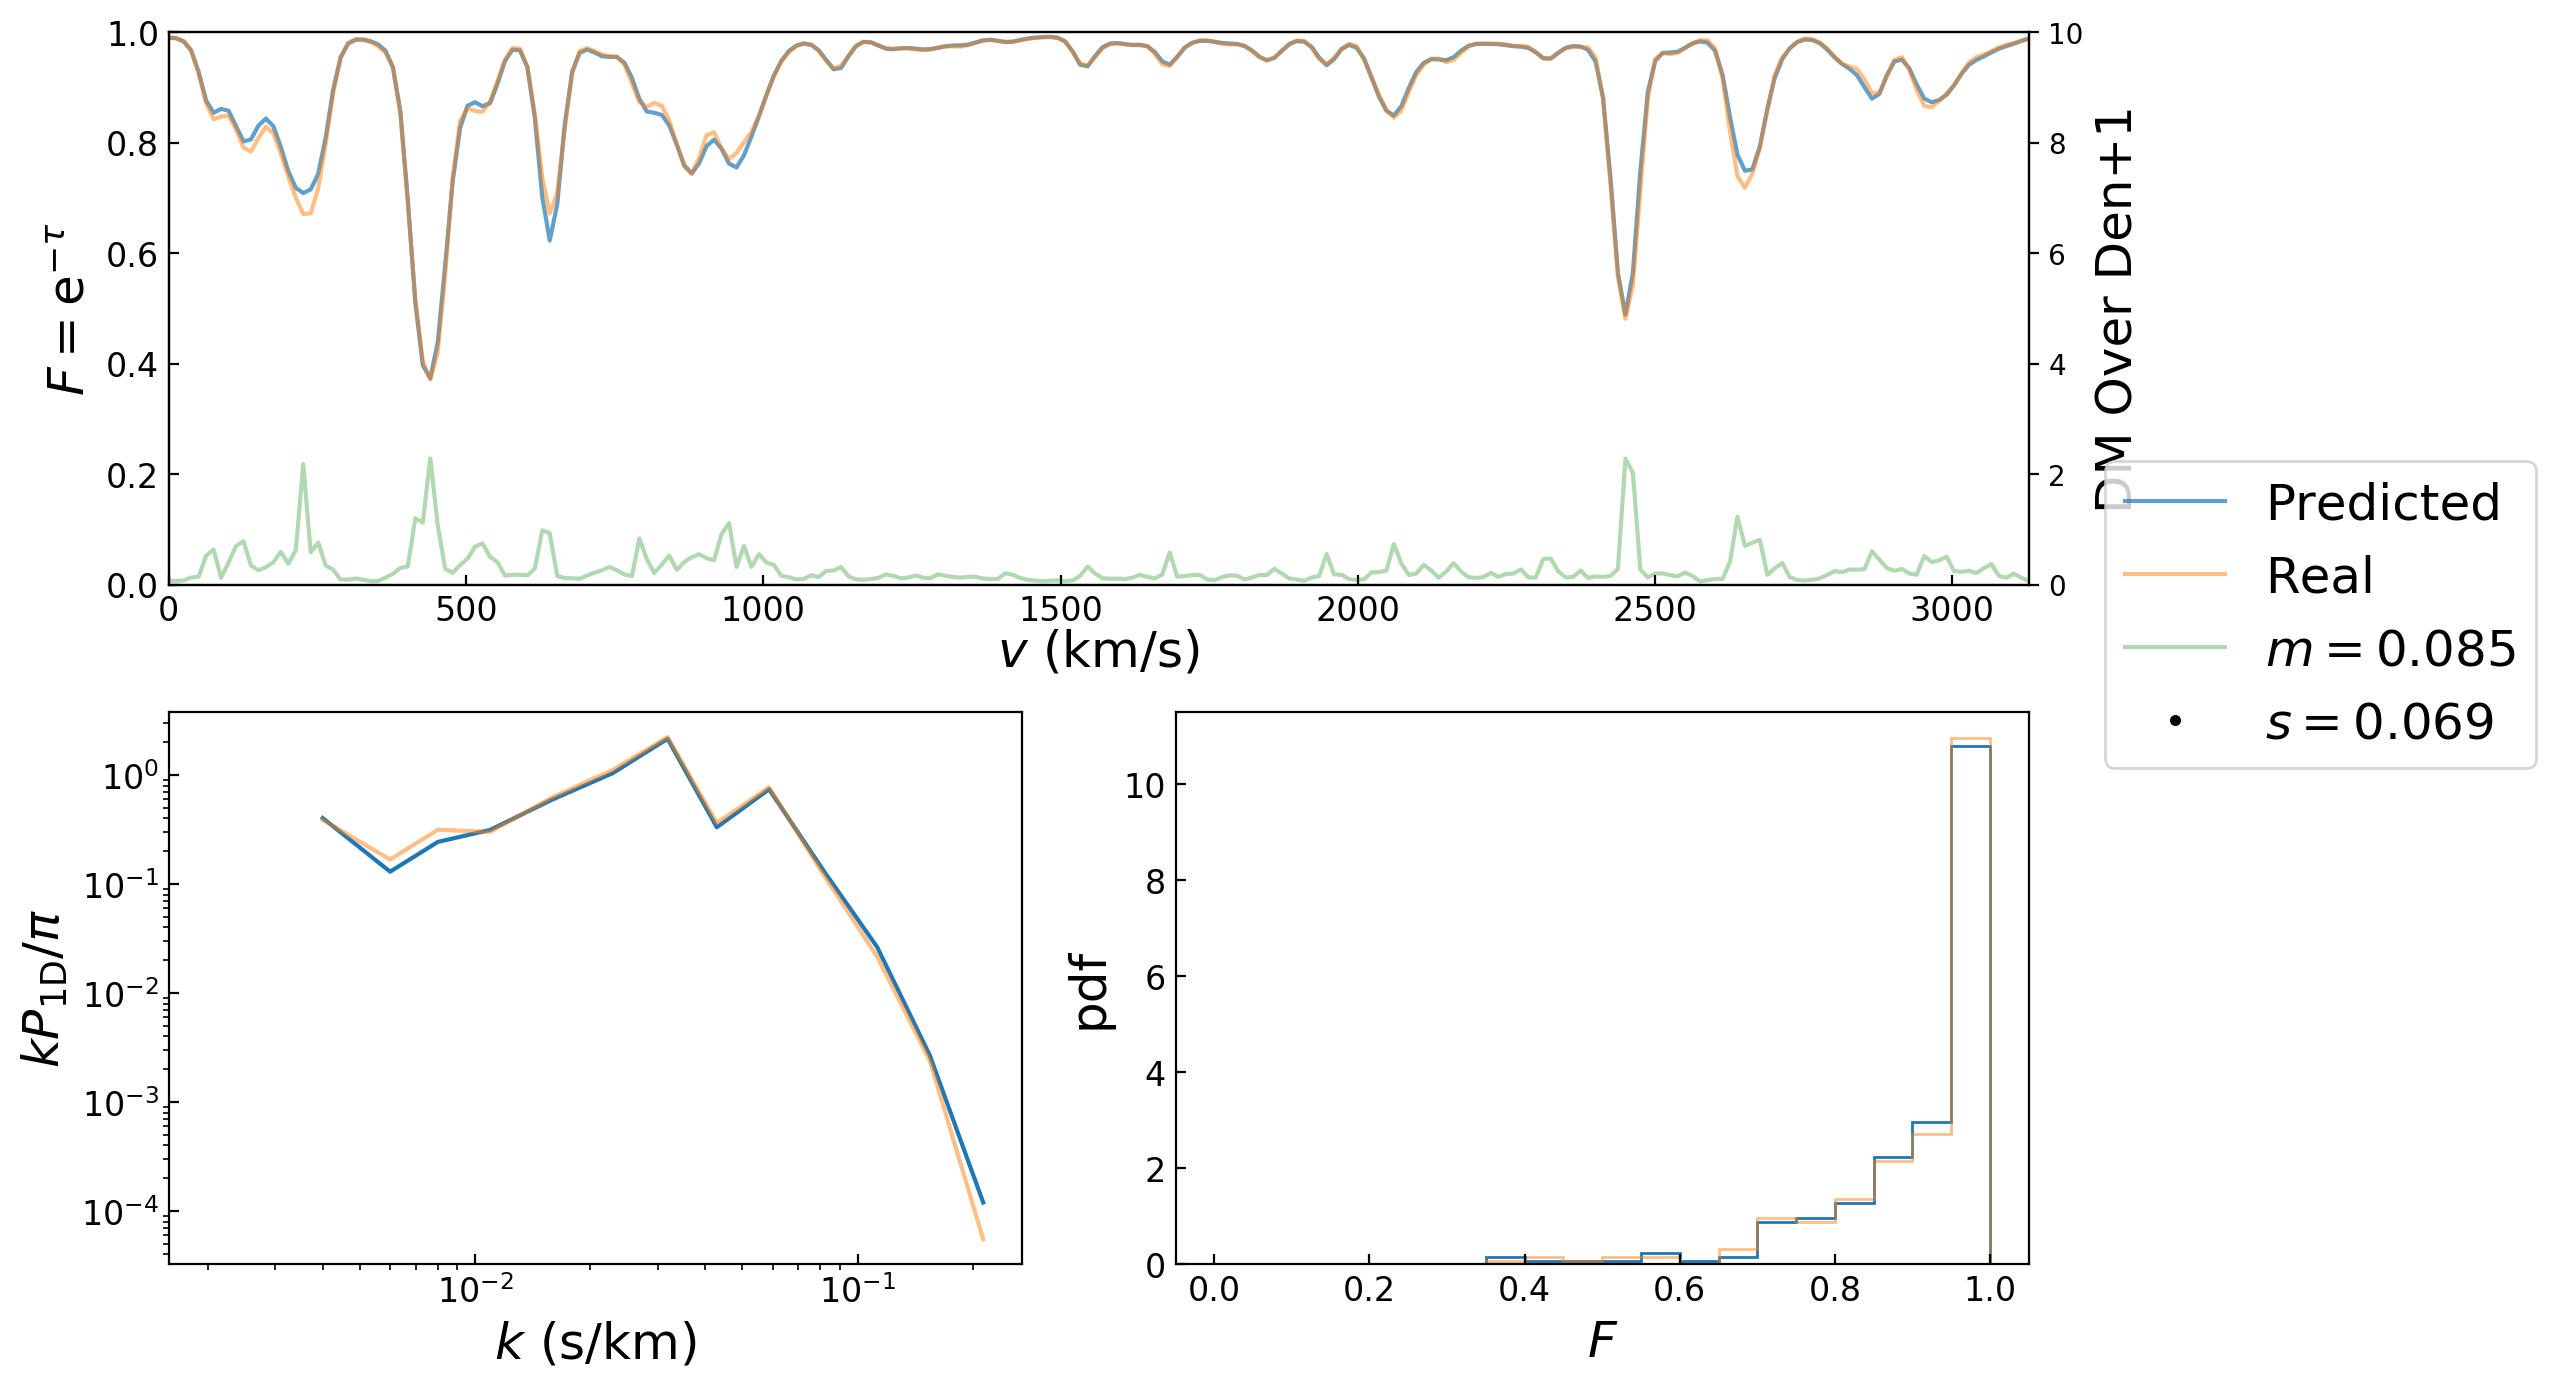 1.0
0.8
0.6
0.4
0.2
0.0
F = e^{−τ}
10
8
6
4
2
0
DM Over Den+1
0 500 1000 1500 2000 2500 3000
v (km/s)
Predicted
Real
m = 0.085
s = 0.069
10^0
10^{−1}
10^{−2}
10^{−3}
10^{−4}
kP_{1D}/π
10^{−2} 10^{−1}
k (s/km)
10
8
6
4
2
0
pdf
0.0 0.2 0.4 0.6 0.8 1.0
F